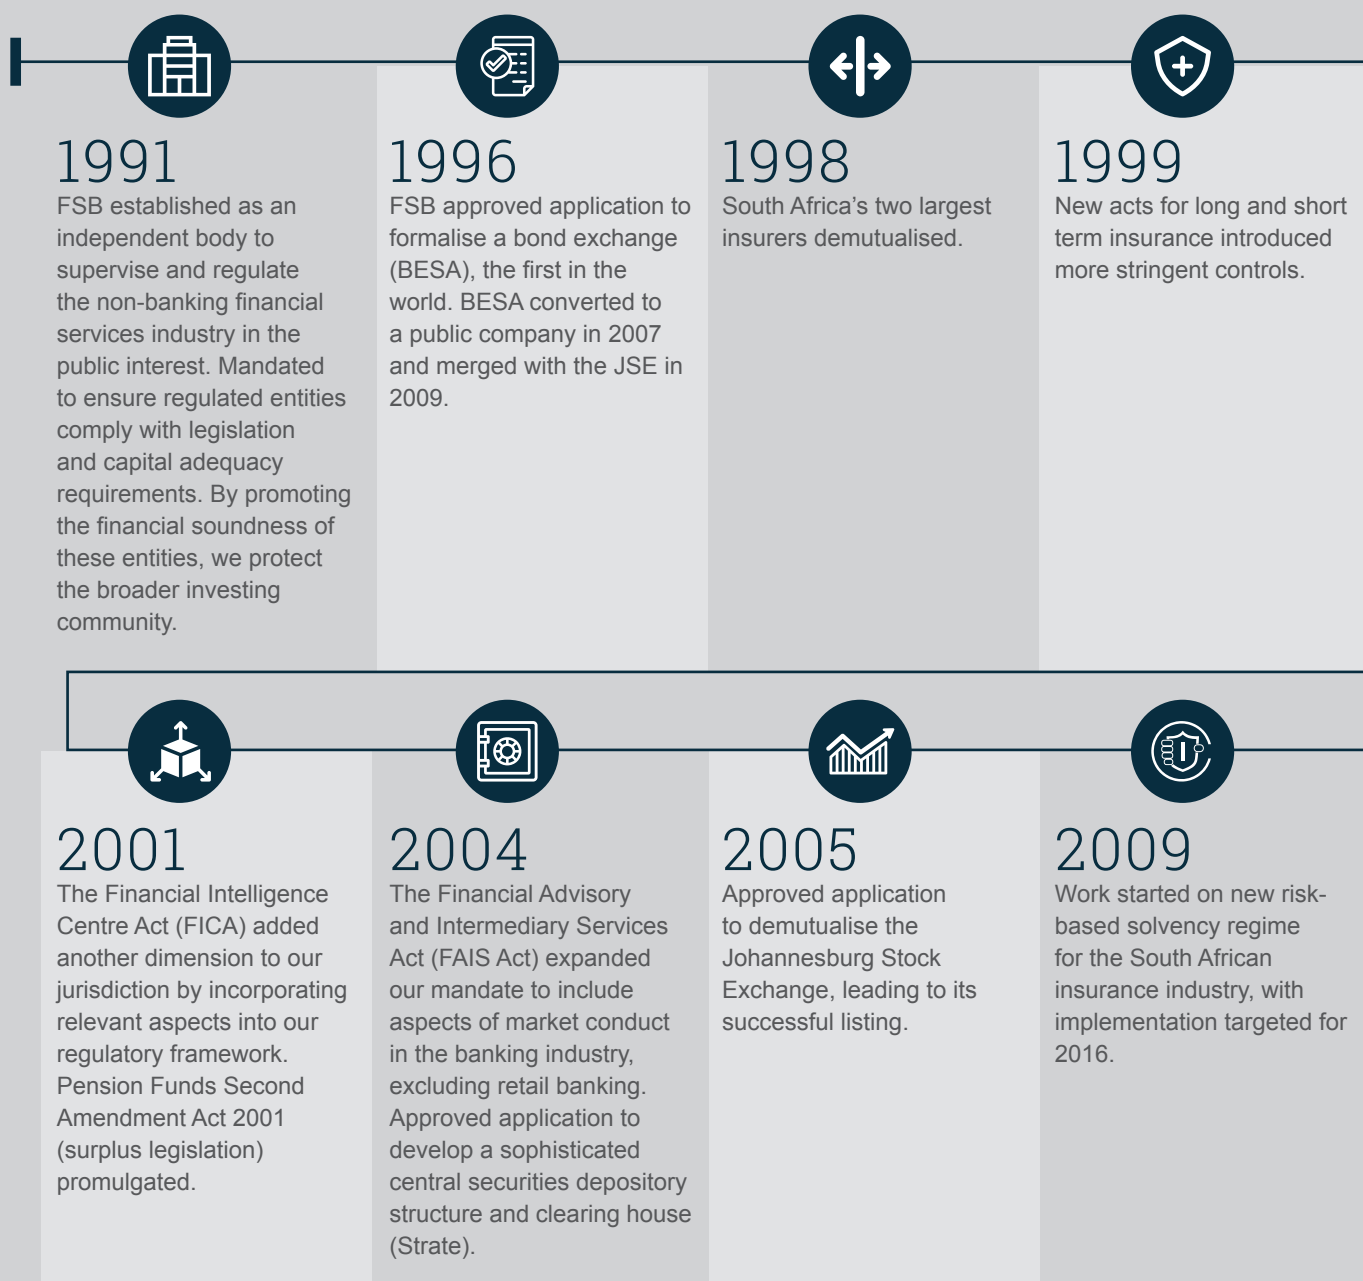 1991
FSB established as an
independent body to
supervise and regulate
the non-banking financial
services industry in the
public interest. Mandated
to ensure regulated entities
comply with legislation
and capital adequacy
requirements. By promoting
the financial soundness of
these entities, we protect
the broader investing
community.
1996
FSB approved application to
formalise a bond exchange
(BESA), the first in the
world. BESA converted to
a public company in 2007
and merged with the JSE in
2009.
1998
South Africa's two largest
insurers demutualised.
1999
New acts for long and short
term insurance introduced
more stringent controls.
2001
The Financial Intelligence
Centre Act (FICA) added
another dimension to our
jurisdiction by incorporating
relevant aspects into our
regulatory framework.
Pension Funds Second
Amendment Act 2001
(surplus legislation)
promulgated.
2004
The Financial Advisory
and Intermediary Services
Act (FAIS Act) expanded
our mandate to include
aspects of market conduct
in the banking industry,
excluding retail banking.
Approved application to
develop a sophisticated
central securities depository
structure and clearing house
(Strate).
2005
Approved application
to demutualise the
Johannesburg Stock
Exchange, leading to its
successful listing.
2009
Work started on new risk-
based solvency regime
for the South African
insurance industry, with
implementation targeted for
2016.